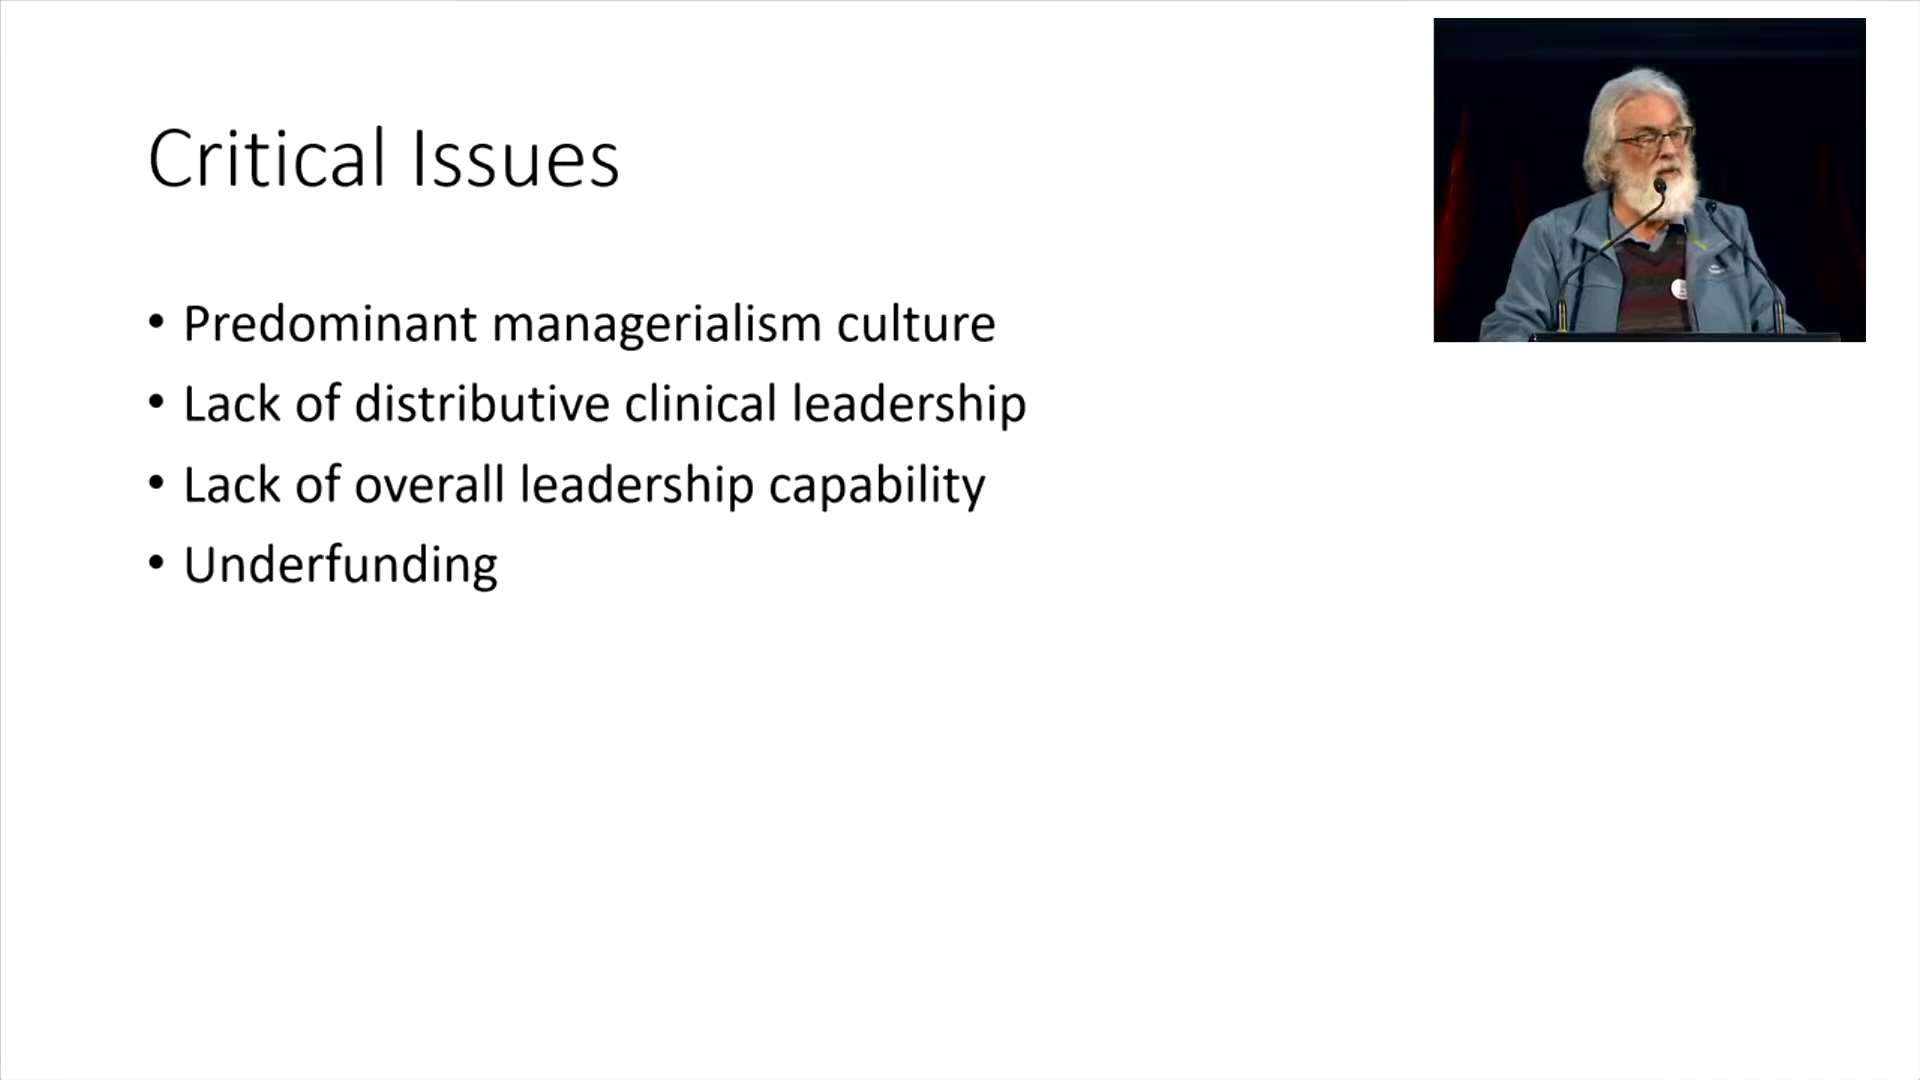 Critical Issues
• Predominant managerialism culture
• Lack of distributive clinical leadership
• Lack of overall leadership capability
• Underfunding